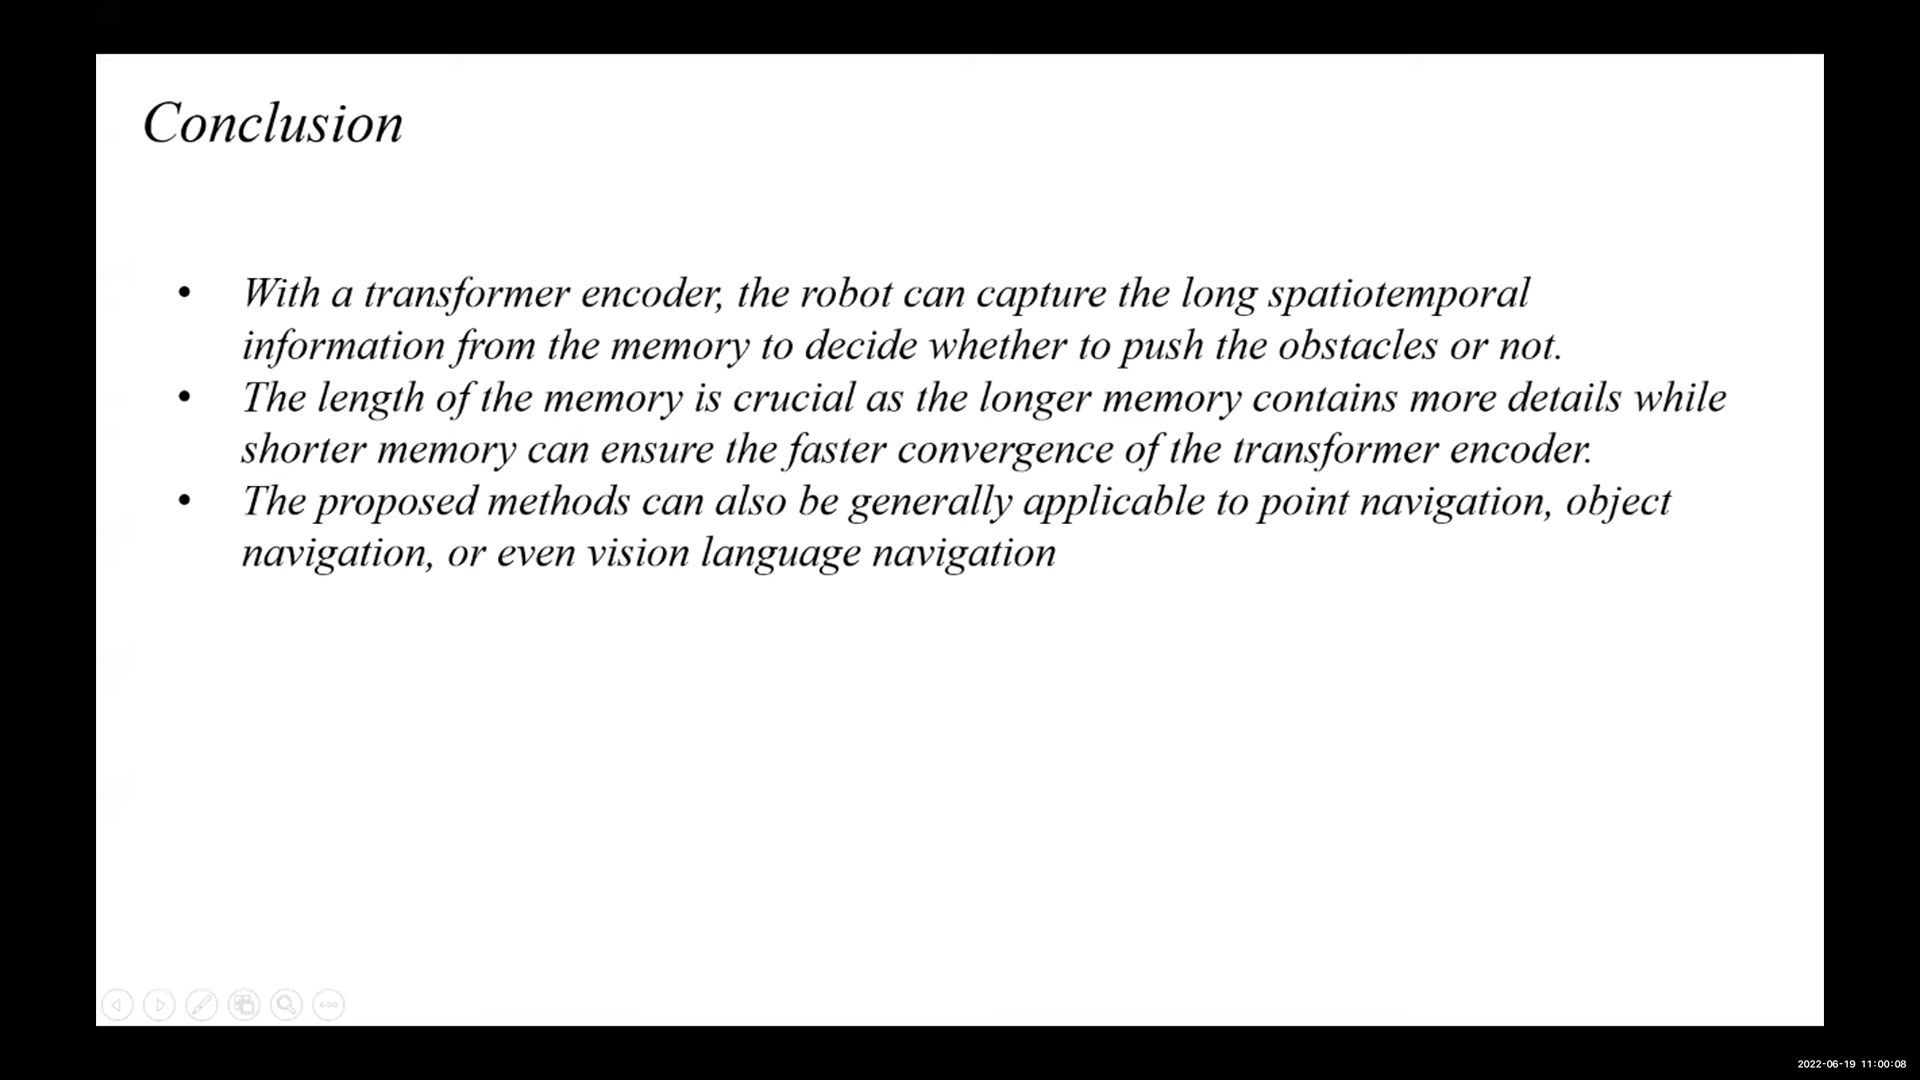 Conclusion
• With a transformer encoder, the robot can capture the long spatiotemporal
information from the memory to decide whether to push the obstacles or not.
• The length of the memory is crucial as the longer memory contains more details while
shorter memory can ensure the faster convergence of the transformer encoder.
• The proposed methods can also be generally applicable to point navigation, object
navigation, or even vision language navigation
2022-06-19 11:00:08